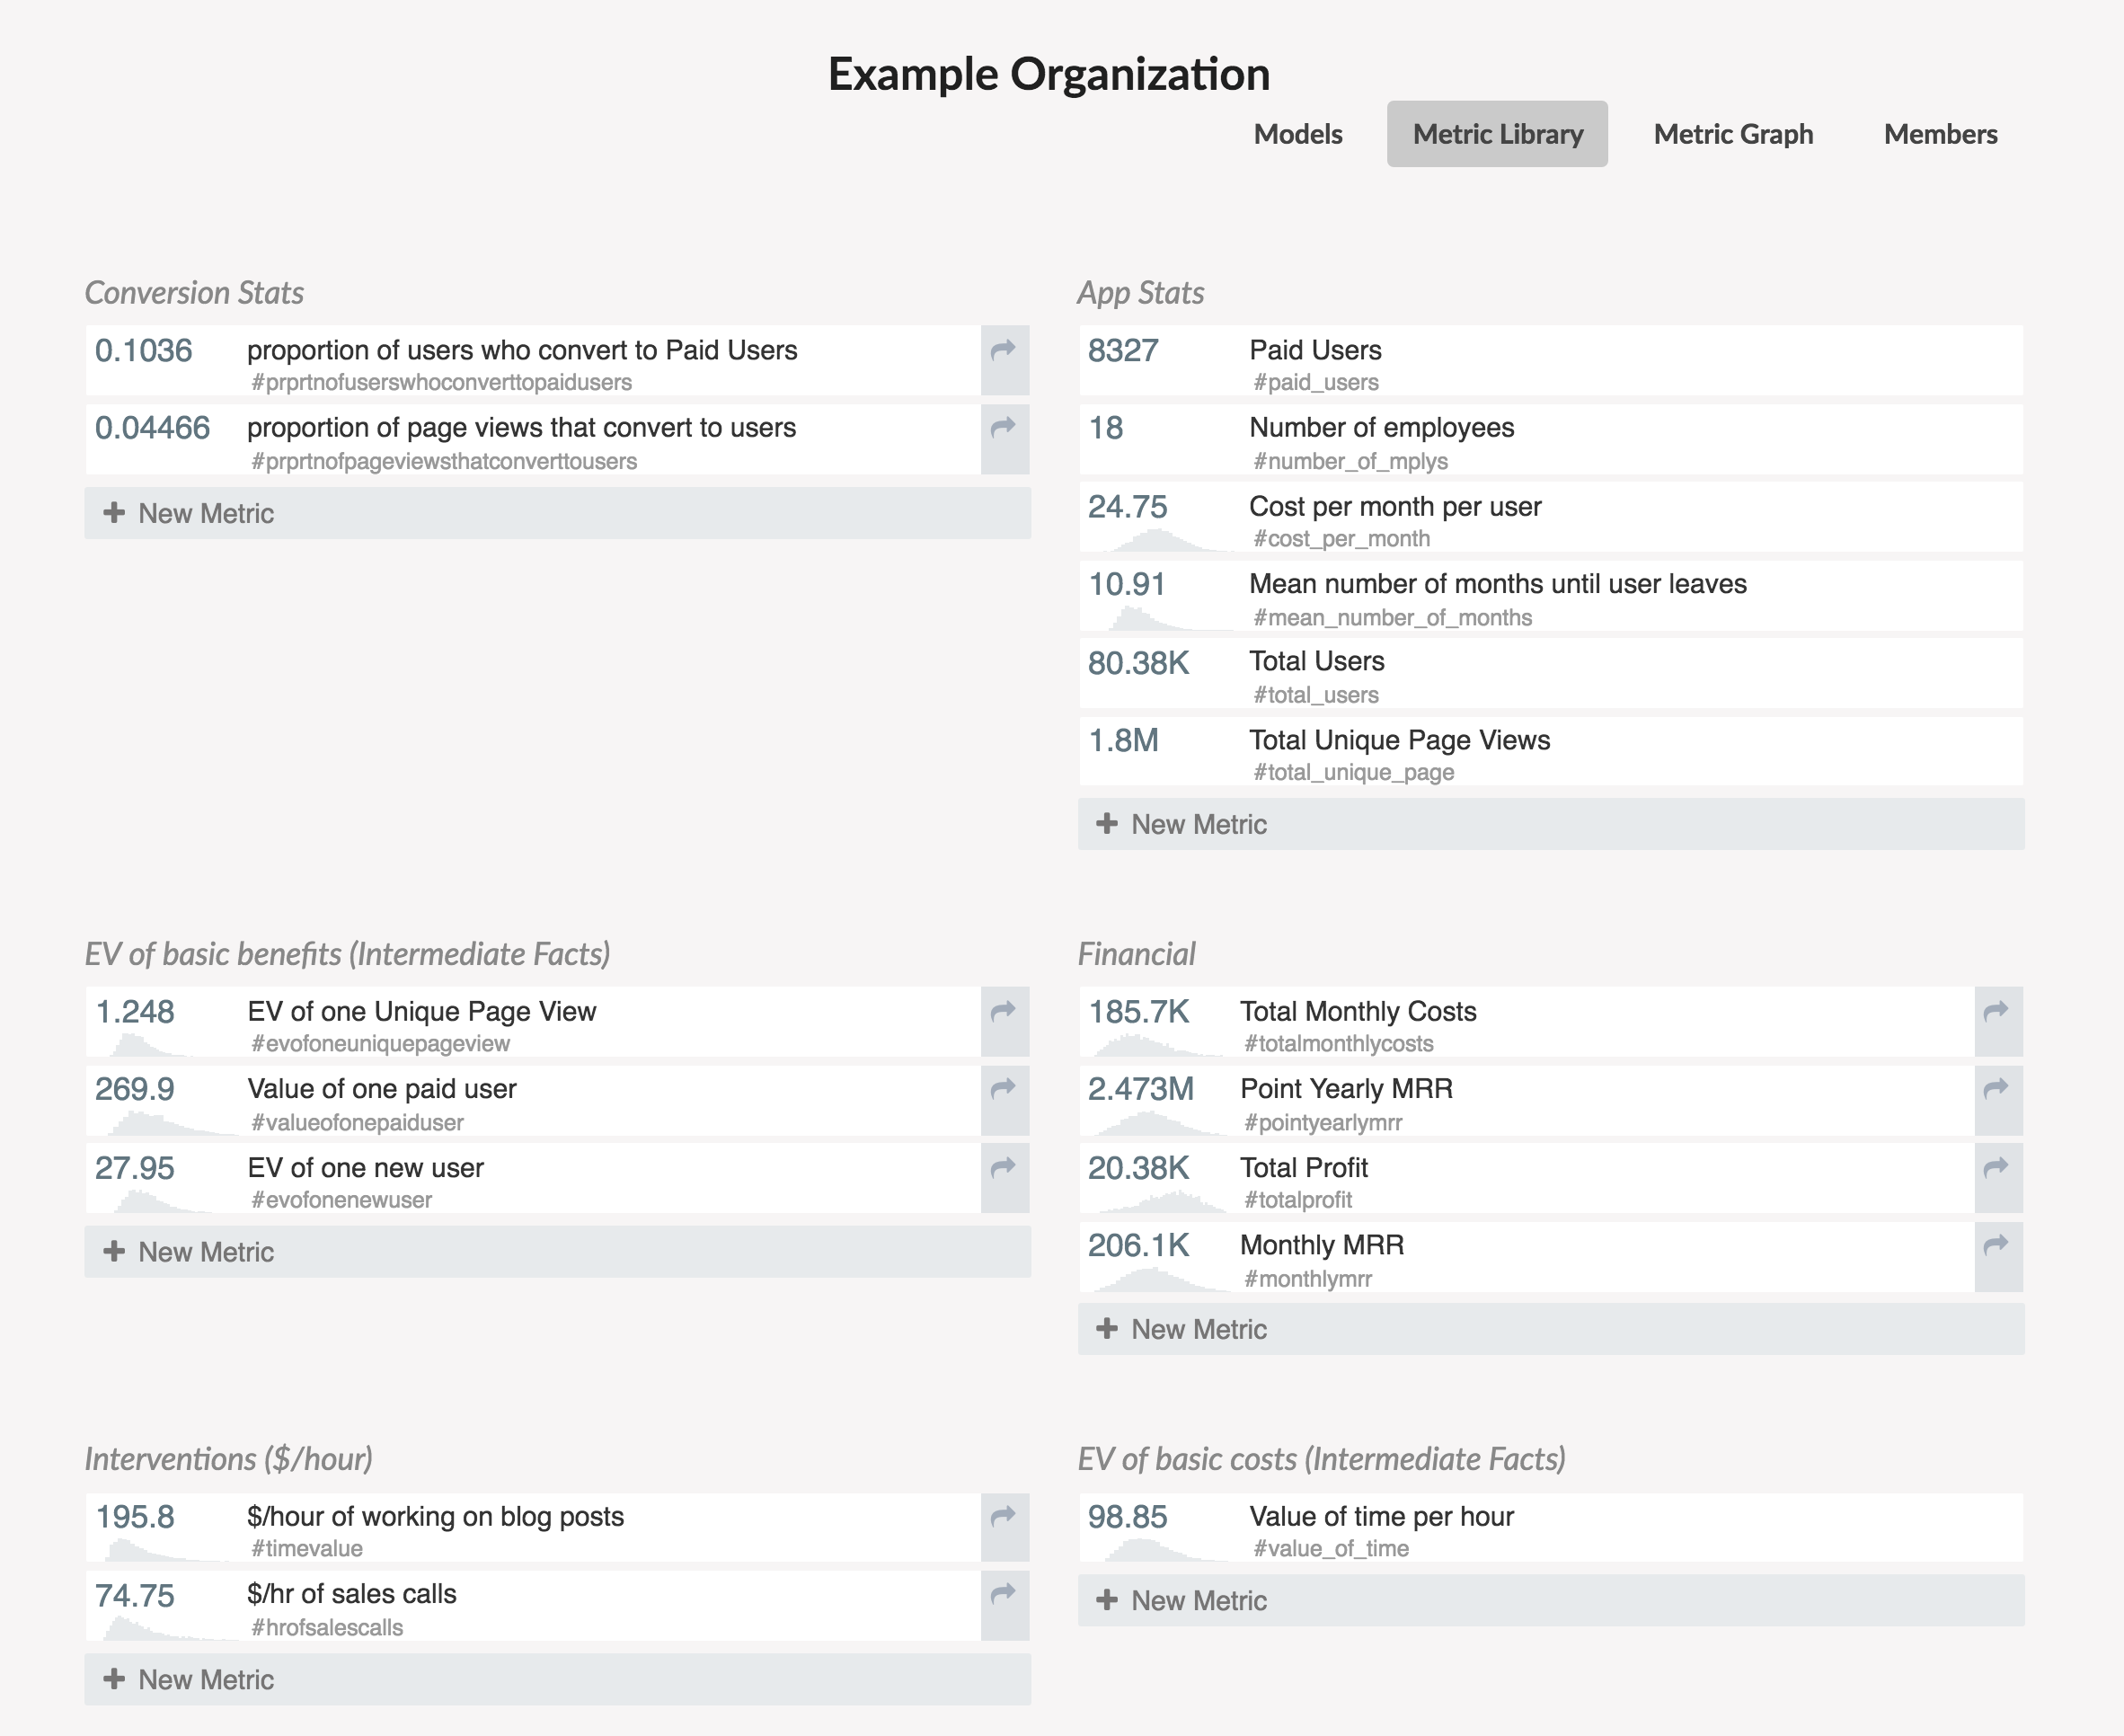 Example Organization
Models Metric Library Metric Graph Members
Conversion Stats
0.1036 proportion of users who convert to Paid Users
#prprtnofuserswhoconverttopaidusers
0.04466 proportion of page views that convert to users
#prprtnofpageviewsthatconverttousers
New Metric
App Stats
8327 Paid Users
#paid_users
18 Number of employees
#number_of_mplys
24.75 Cost per month per user
#cost_per_month
10.91 Mean number of months until user leaves
#mean_number_of_months
80.38K Total Users
#total_users
1.8M Total Unique Page Views
#total_unique_page
New Metric
EV of basic benefits (Intermediate Facts)
1.248 EV of one Unique Page View
#evofoneuniquepageview
269.9 Value of one paid user
#valueofonepaiduser
27.95 EV of one new user
#evofonenewuser
New Metric
Financial
185.7K Total Monthly Costs
#totalmonthlycosts
2.473M Point Yearly MRR
#pointyearlymrr
20.38K Total Profit
#totalprofit
206.1K Monthly MRR
#monthlymrr
New Metric
Interventions ($/hour)
195.8 $/hour of working on blog posts
#timevalue
74.75 $/hr of sales calls
#hrofsalescalls
New Metric
EV of basic costs (Intermediate Facts)
98.85 Value of time per hour
#value_of_time
New Metric